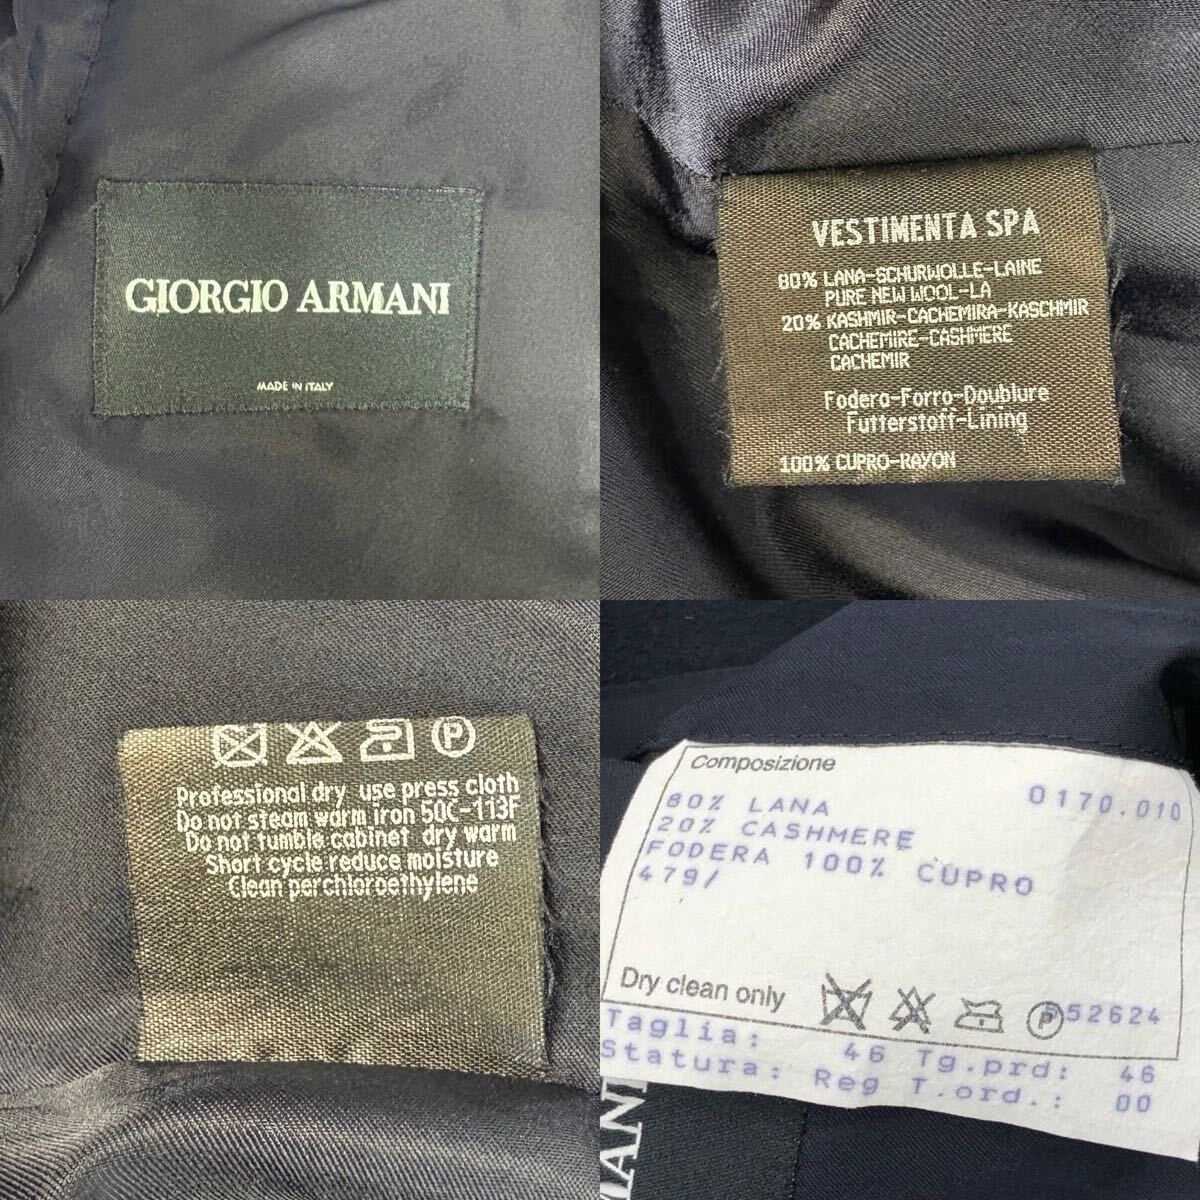 GIORGIO ARMANI
MADE IN ITALY
VESTIMENTA SPA
80% LANA-SCHURWOLLE-LAINE
PURE NEW WOOL-LA
20% KASHMIR-CACHEMIRA-KASCHMIR
CACHEMIRE-CASHMERE
CACHEMIR
Fodera-Forro-Doublure
Futterstoff-Lining
100% CUPRO-RAYON
P
Professional dry use press cloth
Do not steam warm iron 50C-113F
Do not tumble cabinet dry warm
Short cycle reduce moisture
Clean perchloroethylene
Composizione
80% LANA 0170.010
20% CASHMERE
FODERA 100% CUPRO
479/
Dry clean only P 52624
Taglia: 46 Tg.prd: 46
Statura: Reg T.ord.: 00
MANI